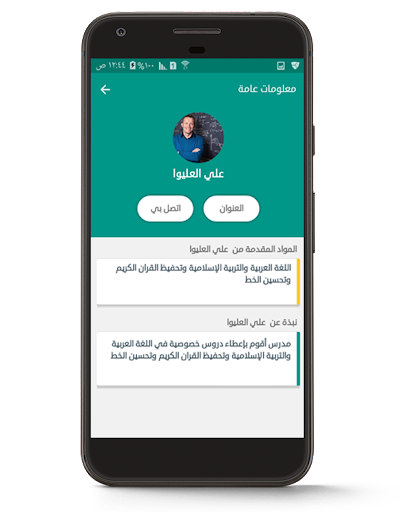 ١٢:٤٤ ص ١٠٠%
معلومات عامة
علي العليوا
العنوان
اتصل بي
المواد المقدمة من علي العليوا
اللغة العربية والتربية الإسلامية وتحفيظ القران الكريم
وتحسين الخط
نبذة عن علي العليوا
مدرس أقوم بإعطاء دروس خصوصية في اللغة العربية
والتربية الإسلامية وتحفيظ القران الكريم وتحسين الخط